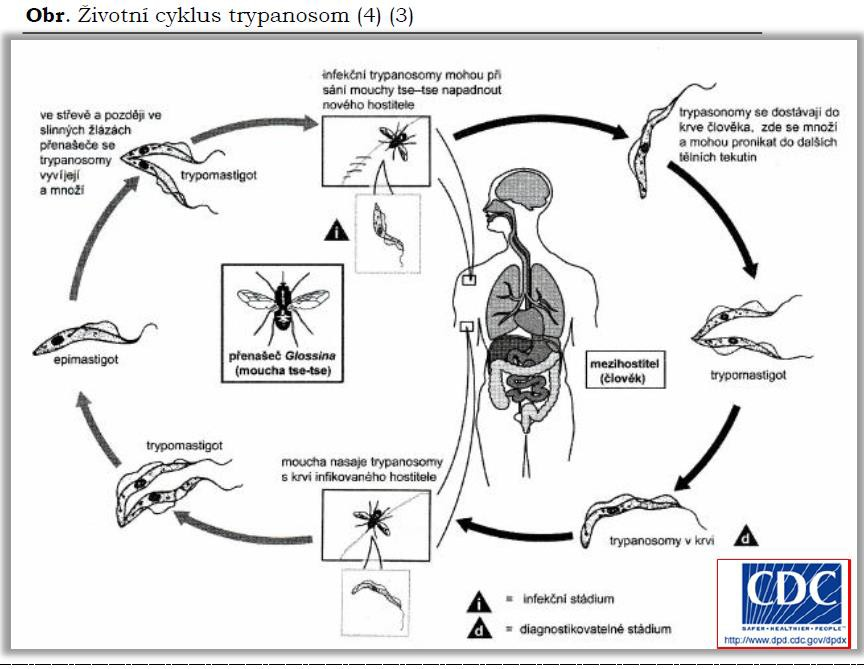 Obr. Životní cyklus trypanosom (4) (3)
infekční trypanosomy mohou při
sání mouchy tse–tse napadnout
nového hostitele
ve střevě a později ve
slinných žlázách
přenašeče se
trypanosomy
vyvíjejí
a množí
trypomastigot
trypasonomy se dostávají do
krve člověka, zde se množí
a mohou pronikat do dalších
tělních tekutin
i
přenašeč Glossina
(moucha tse-tse)
epimastigot
mezihostitel
(člověk)
trypomastigot
trypomastigot
moucha nasaje trypanosomy
s krví infikovaného hostitele
trypanosomy v krvi
d
i = infekční stádium
d = diagnostikovatelné stádium
CDC
SAFER•HEALTHIER•PEOPLE™
http://www.dpd.cdc.gov/dpdx